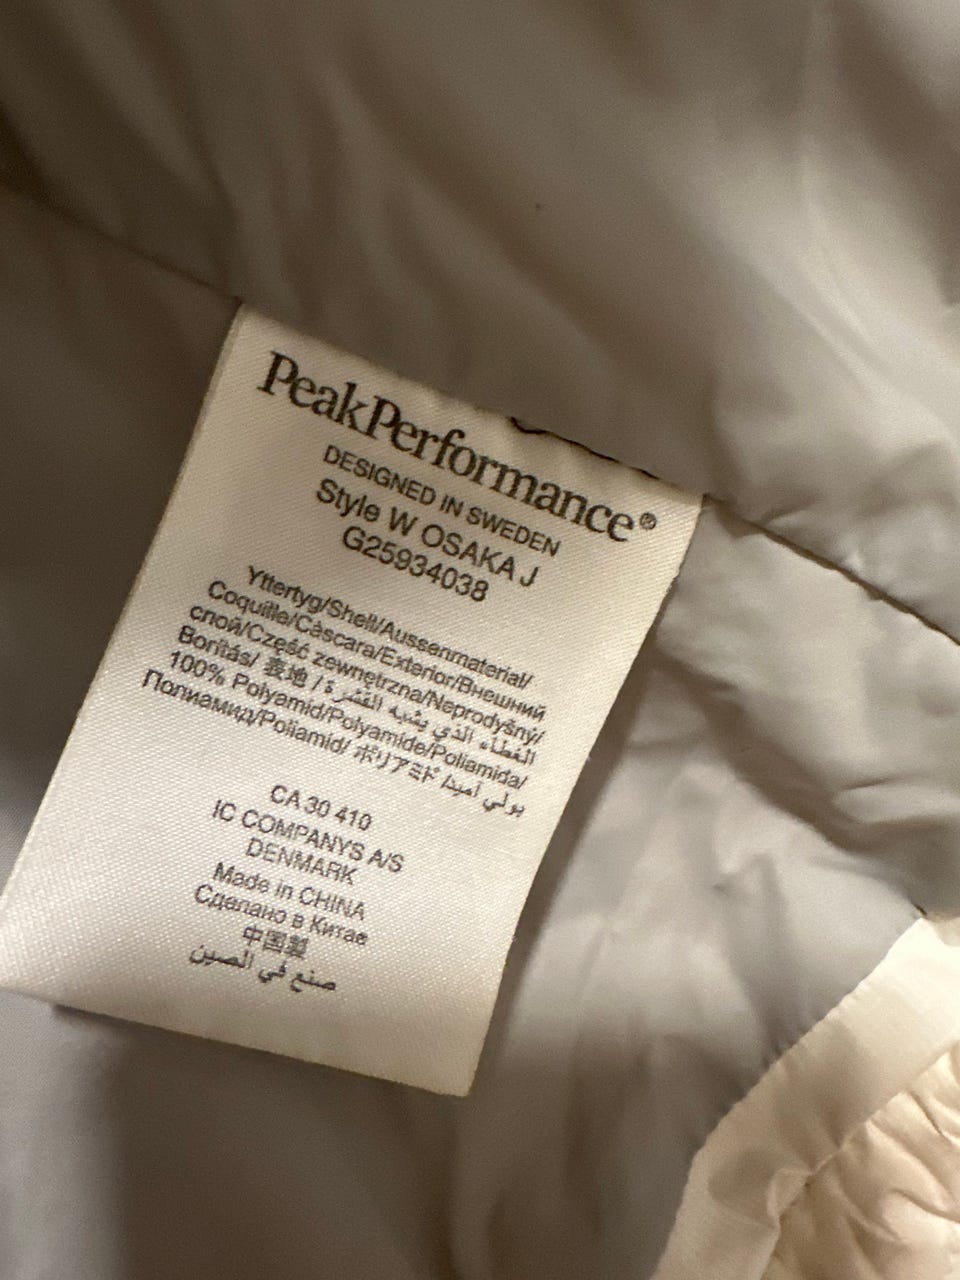 PeakPerformance®
DESIGNED IN SWEDEN
Style W OSAKA J
G25934038
Yttertyg/Shell/Aussenmaterial/
Coquille/Càscara/Exterior/Внешний
слой/Część zewnętrzna/Neprodyšný/
Borítás/ 表地 / الغطاء الذي يشبه القشرة
100% Polyamid/Polyamide/Poliamida/
Полиамид/Poliamid/ ポリアミド /بولي أميد
CA 30 410
IC COMPANYS A/S
DENMARK
Made in CHINA
Сделано в Китае
中国製
صنع في الصين